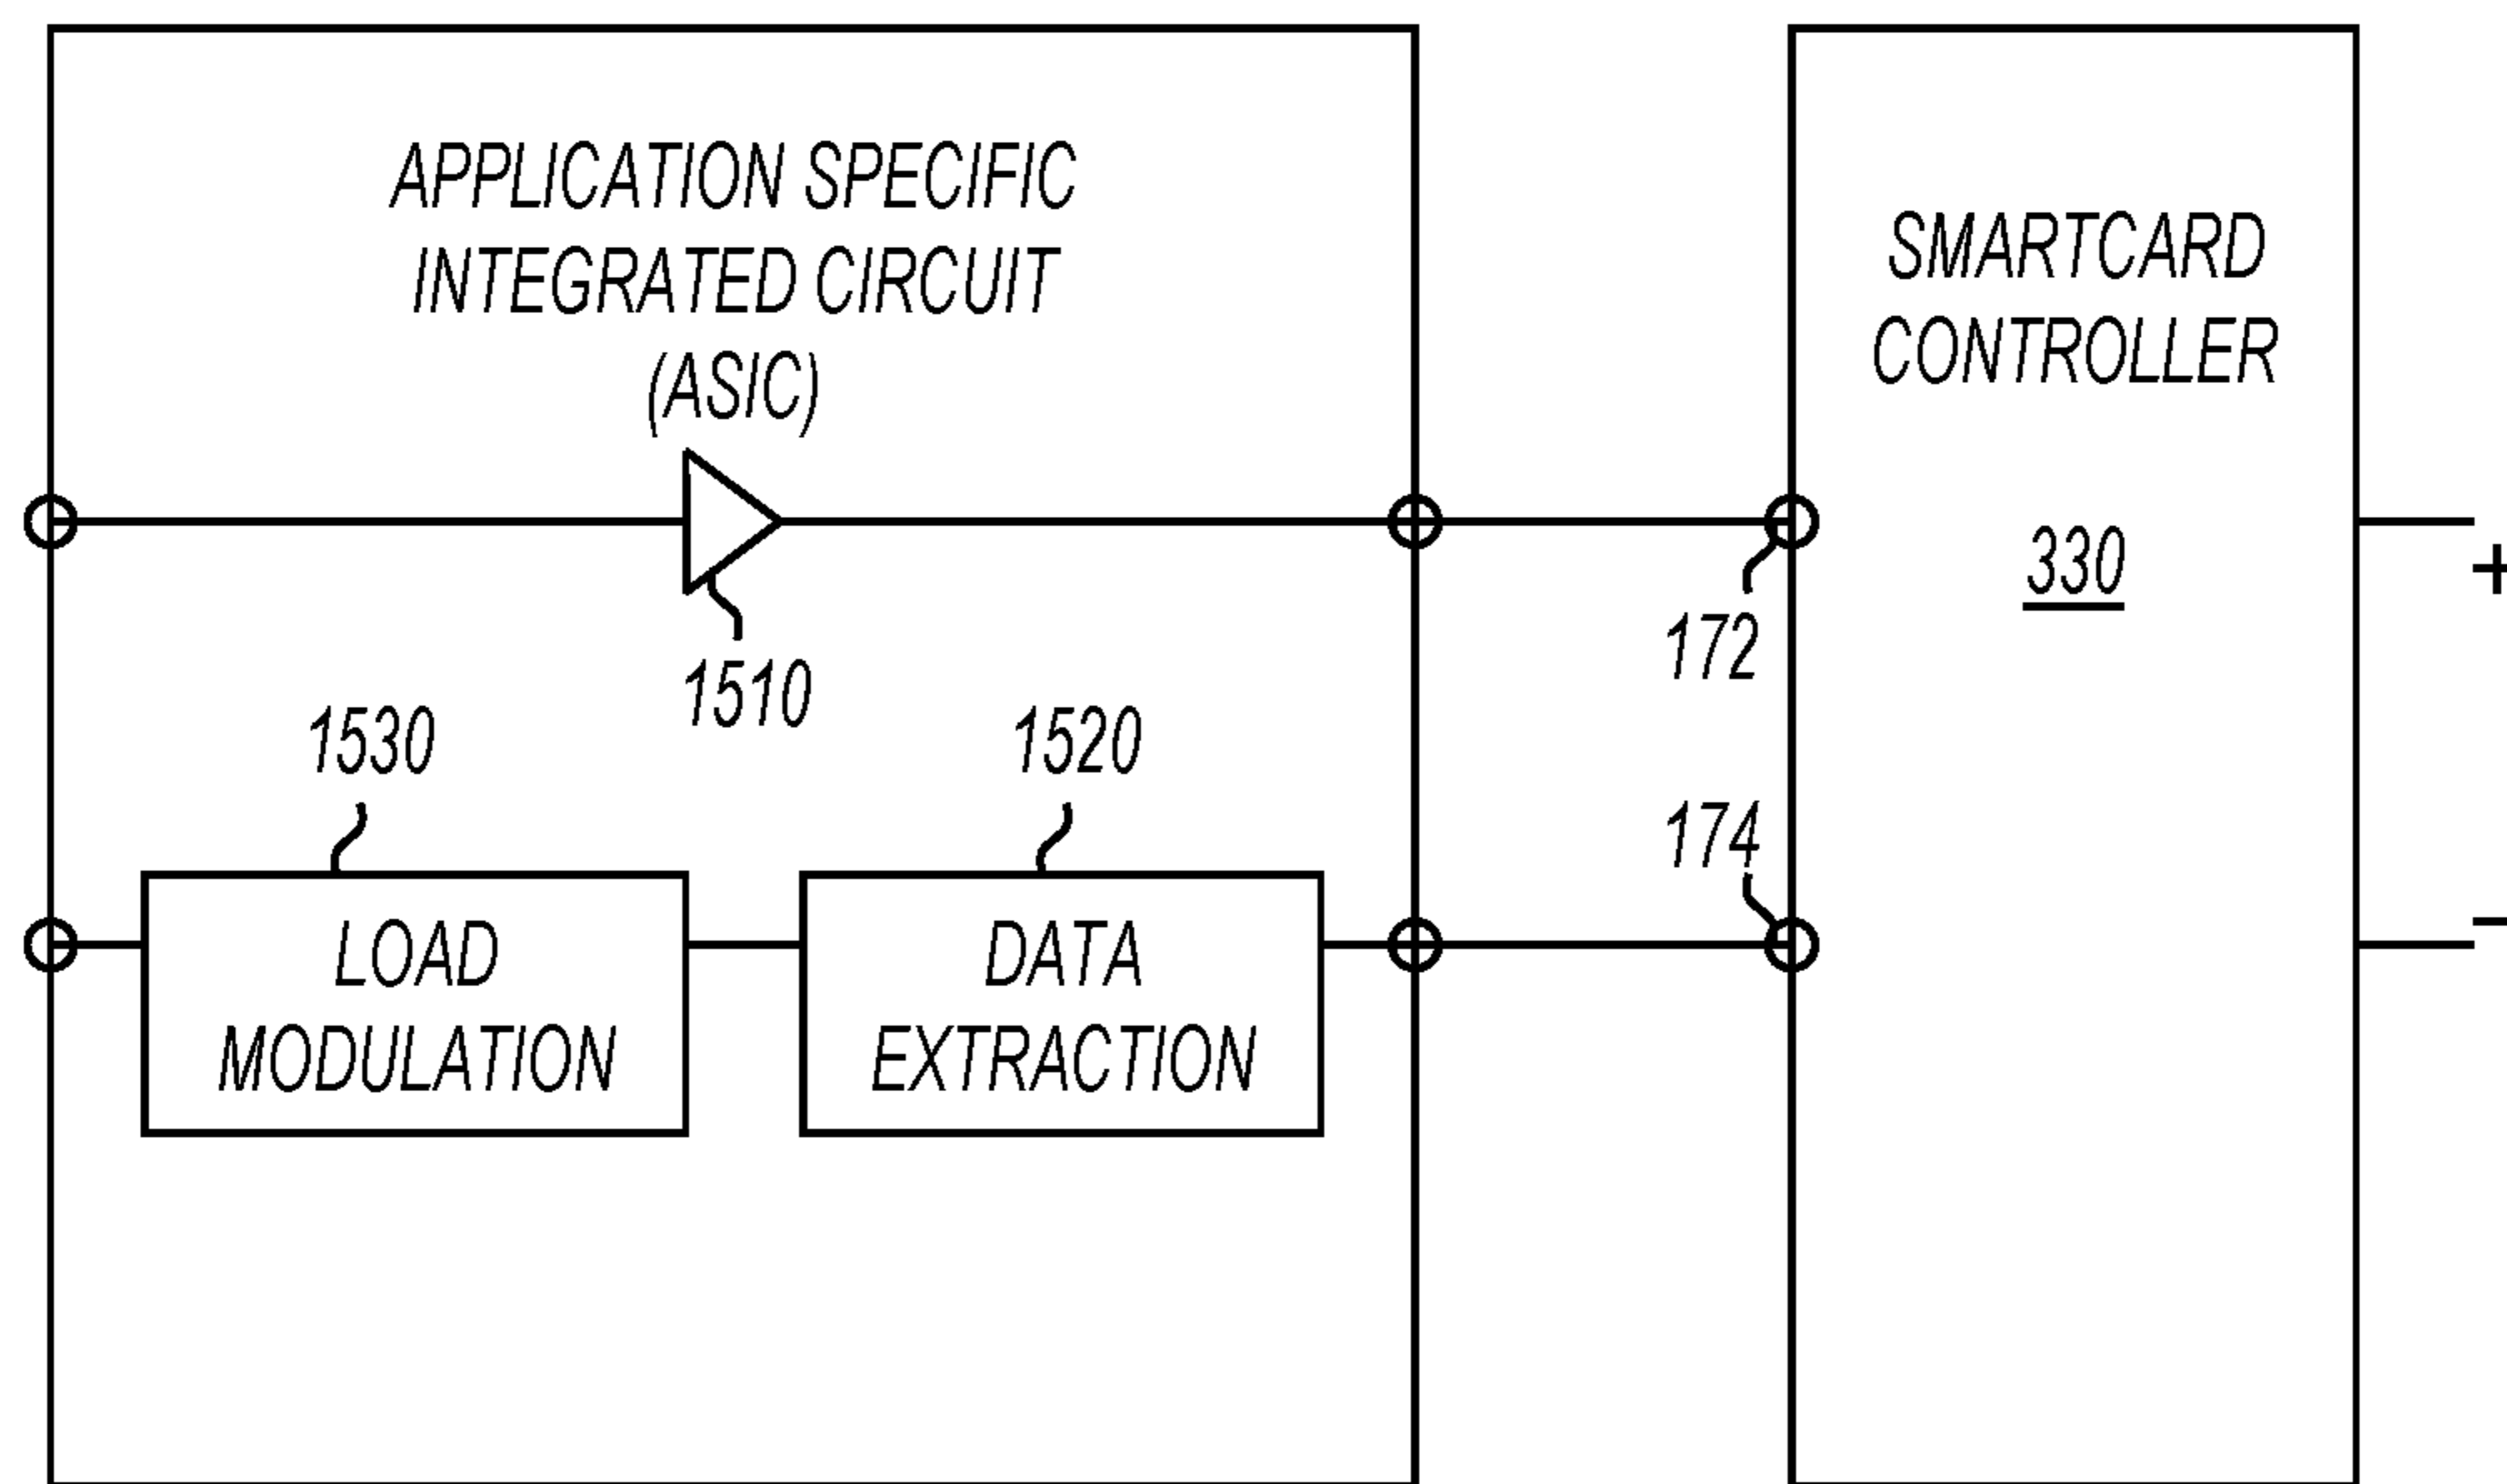 APPLICATION SPECIFIC
INTEGRATED CIRCUIT
(ASIC)
SMARTCARD
CONTROLLER
330
+
172
1510
1530
1520
174
-
LOAD
MODULATION
DATA
EXTRACTION